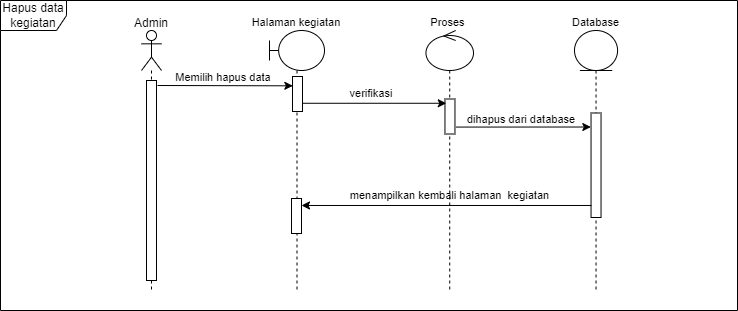 Hapus data
kegiatan
Admin
Halaman kegiatan
Proses
Database
Memilih hapus data
verifikasi
dihapus dari database
menampilkan kembali halaman kegiatan